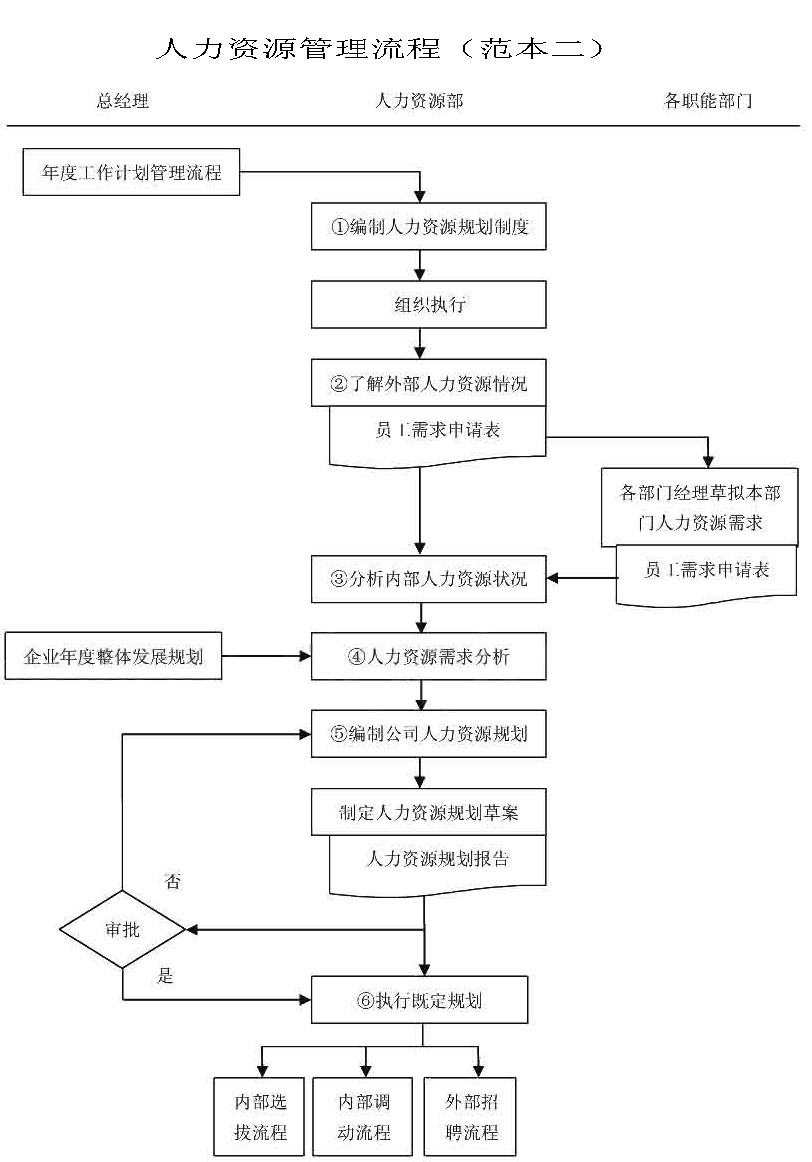 人力资源管理流程（范本二）
总经理
人力资源部
各职能部门
年度工作计划管理流程
①编制人力资源规划制度
组织执行
②了解外部人力资源情况
员工需求申请表
各部门经理草拟本部
门人力资源需求
③分析内部人力资源状况
员工需求申请表
企业年度整体发展规划
④人力资源需求分析
⑤编制公司人力资源规划
制定人力资源规划草案
人力资源规划报告
否
审批
是
⑥执行既定规划
内部选
拔流程
内部调
动流程
外部招
聘流程